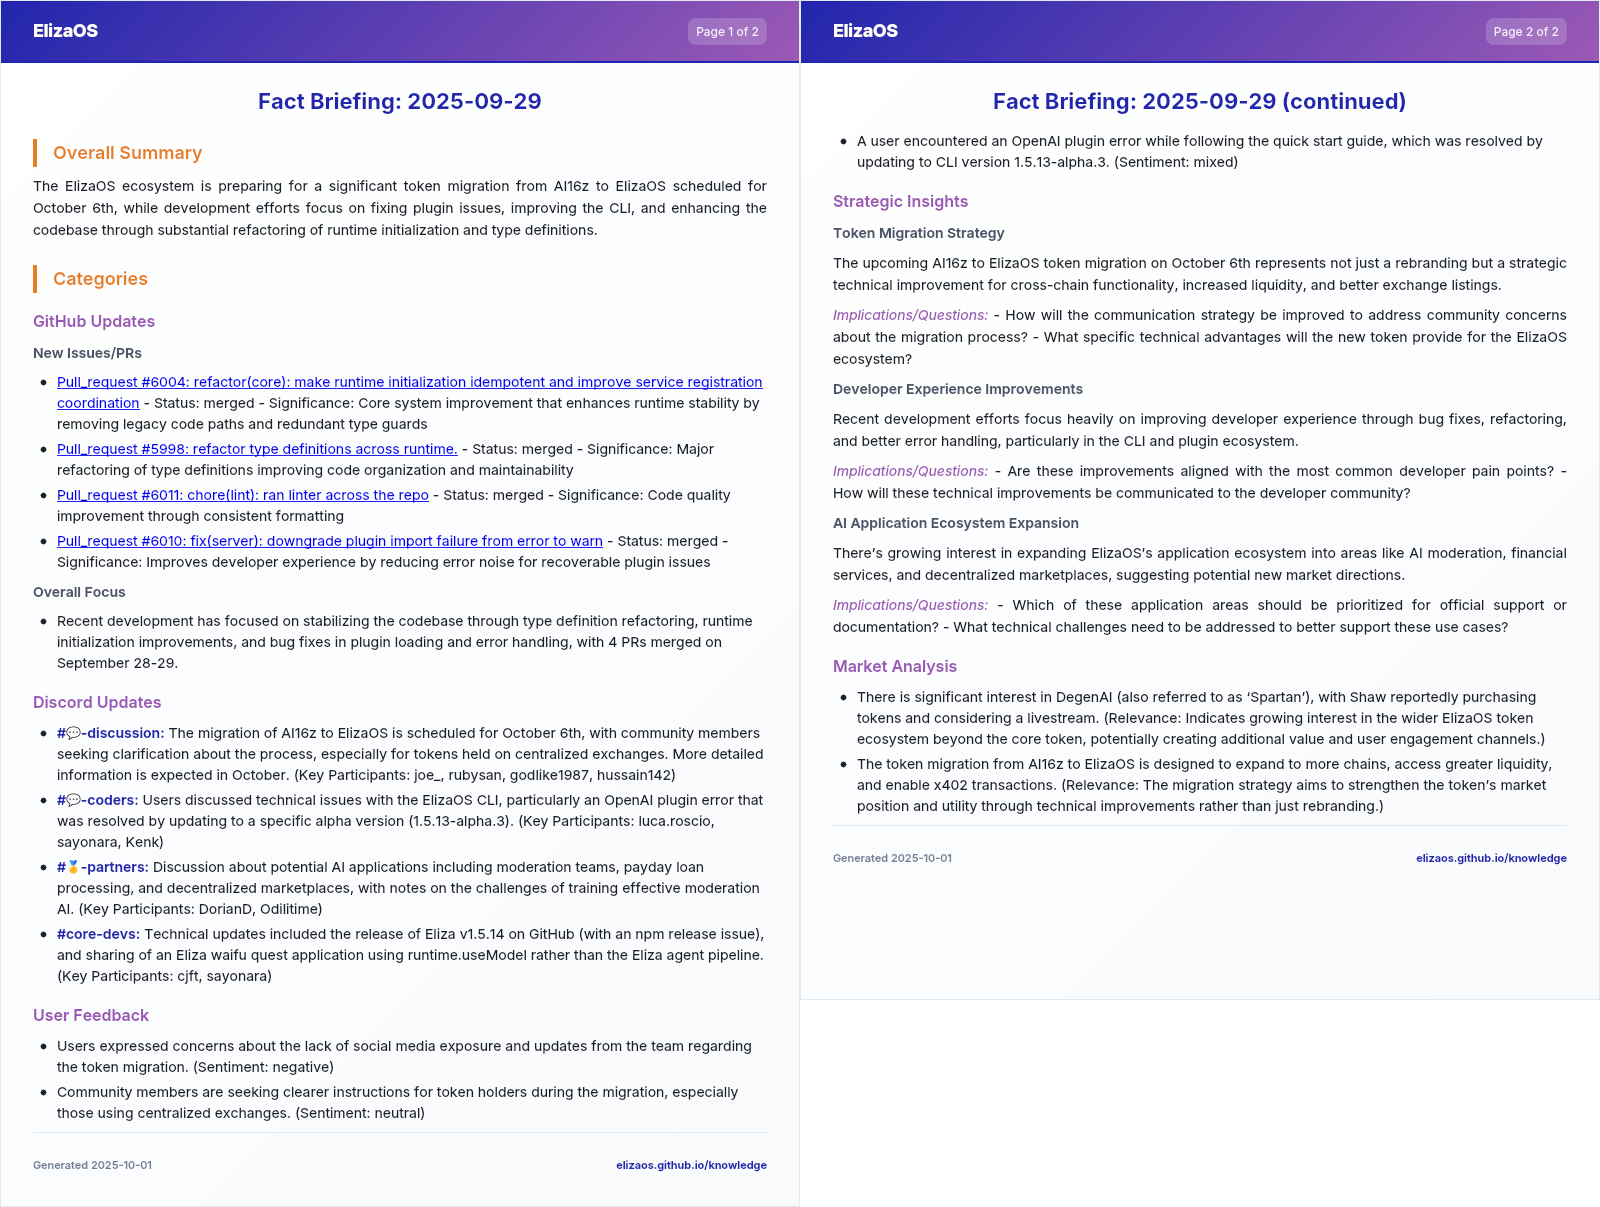 ElizaOS
Page 1 of 2
Fact Briefing: 2025-09-29
Overall Summary
The ElizaOS ecosystem is preparing for a significant token migration from AI16z to ElizaOS scheduled for
October 6th, while development efforts focus on fixing plugin issues, improving the CLI, and enhancing the
codebase through substantial refactoring of runtime initialization and type definitions.
Categories
GitHub Updates
New Issues/PRs
• Pull_request #6004: refactor(core): make runtime initialization idempotent and improve service registration
coordination - Status: merged - Significance: Core system improvement that enhances runtime stability by
removing legacy code paths and redundant type guards
• Pull_request #5998: refactor type definitions across runtime. - Status: merged - Significance: Major
refactoring of type definitions improving code organization and maintainability
• Pull_request #6011: chore(lint): ran linter across the repo - Status: merged - Significance: Code quality
improvement through consistent formatting
• Pull_request #6010: fix(server): downgrade plugin import failure from error to warn - Status: merged -
Significance: Improves developer experience by reducing error noise for recoverable plugin issues
Overall Focus
• Recent development has focused on stabilizing the codebase through type definition refactoring, runtime
initialization improvements, and bug fixes in plugin loading and error handling, with 4 PRs merged on
September 28-29.
Discord Updates
• #💬-discussion: The migration of AI16z to ElizaOS is scheduled for October 6th, with community members
seeking clarification about the process, especially for tokens held on centralized exchanges. More detailed
information is expected in October. (Key Participants: joe_, rubysan, godlike1987, hussain142)
• #💬-coders: Users discussed technical issues with the ElizaOS CLI, particularly an OpenAI plugin error that
was resolved by updating to a specific alpha version (1.5.13-alpha.3). (Key Participants: luca.roscio,
sayonara, Kenk)
• #🥇-partners: Discussion about potential AI applications including moderation teams, payday loan
processing, and decentralized marketplaces, with notes on the challenges of training effective moderation
AI. (Key Participants: DorianD, Odilitime)
• #core-devs: Technical updates included the release of Eliza v1.5.14 on GitHub (with an npm release issue),
and sharing of an Eliza waifu quest application using runtime.useModel rather than the Eliza agent pipeline.
(Key Participants: cjft, sayonara)
User Feedback
• Users expressed concerns about the lack of social media exposure and updates from the team regarding
the token migration. (Sentiment: negative)
• Community members are seeking clearer instructions for token holders during the migration, especially
those using centralized exchanges. (Sentiment: neutral)
Generated 2025-10-01
elizaos.github.io/knowledge
ElizaOS
Page 2 of 2
Fact Briefing: 2025-09-29 (continued)
• A user encountered an OpenAI plugin error while following the quick start guide, which was resolved by
updating to CLI version 1.5.13-alpha.3. (Sentiment: mixed)
Strategic Insights
Token Migration Strategy
The upcoming AI16z to ElizaOS token migration on October 6th represents not just a rebranding but a strategic
technical improvement for cross-chain functionality, increased liquidity, and better exchange listings.
Implications/Questions: - How will the communication strategy be improved to address community concerns
about the migration process? - What specific technical advantages will the new token provide for the ElizaOS
ecosystem?
Developer Experience Improvements
Recent development efforts focus heavily on improving developer experience through bug fixes, refactoring,
and better error handling, particularly in the CLI and plugin ecosystem.
Implications/Questions: - Are these improvements aligned with the most common developer pain points? -
How will these technical improvements be communicated to the developer community?
AI Application Ecosystem Expansion
There’s growing interest in expanding ElizaOS’s application ecosystem into areas like AI moderation, financial
services, and decentralized marketplaces, suggesting potential new market directions.
Implications/Questions: - Which of these application areas should be prioritized for official support or
documentation? - What technical challenges need to be addressed to better support these use cases?
Market Analysis
• There is significant interest in DegenAI (also referred to as ‘Spartan’), with Shaw reportedly purchasing
tokens and considering a livestream. (Relevance: Indicates growing interest in the wider ElizaOS token
ecosystem beyond the core token, potentially creating additional value and user engagement channels.)
• The token migration from AI16z to ElizaOS is designed to expand to more chains, access greater liquidity,
and enable x402 transactions. (Relevance: The migration strategy aims to strengthen the token’s market
position and utility through technical improvements rather than just rebranding.)
Generated 2025-10-01
elizaos.github.io/knowledge